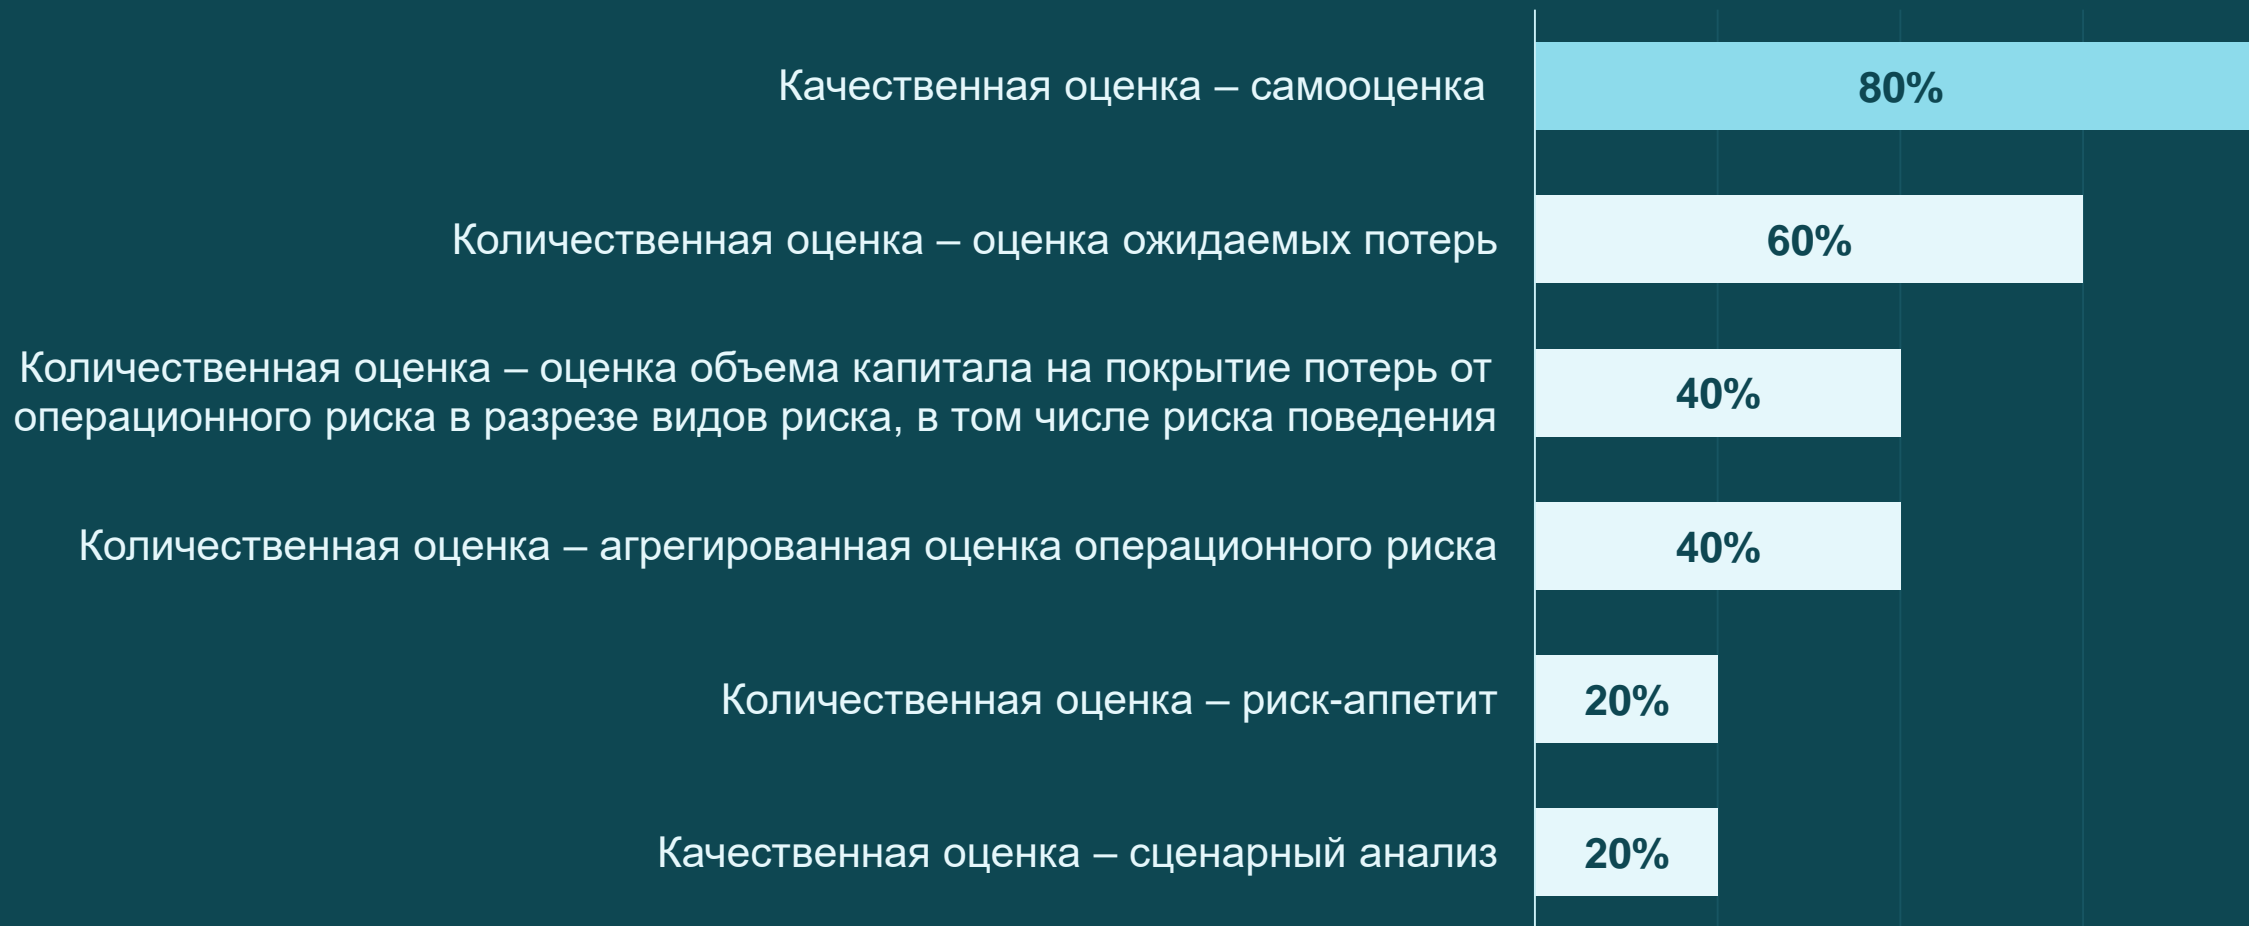 Качественная оценка – самооценка
80%
Количественная оценка – оценка ожидаемых потерь
60%
Количественная оценка – оценка объема капитала на покрытие потерь от
операционного риска в разрезе видов риска, в том числе риска поведения
40%
Количественная оценка – агрегированная оценка операционного риска
40%
Количественная оценка – риск-аппетит
20%
Качественная оценка – сценарный анализ
20%